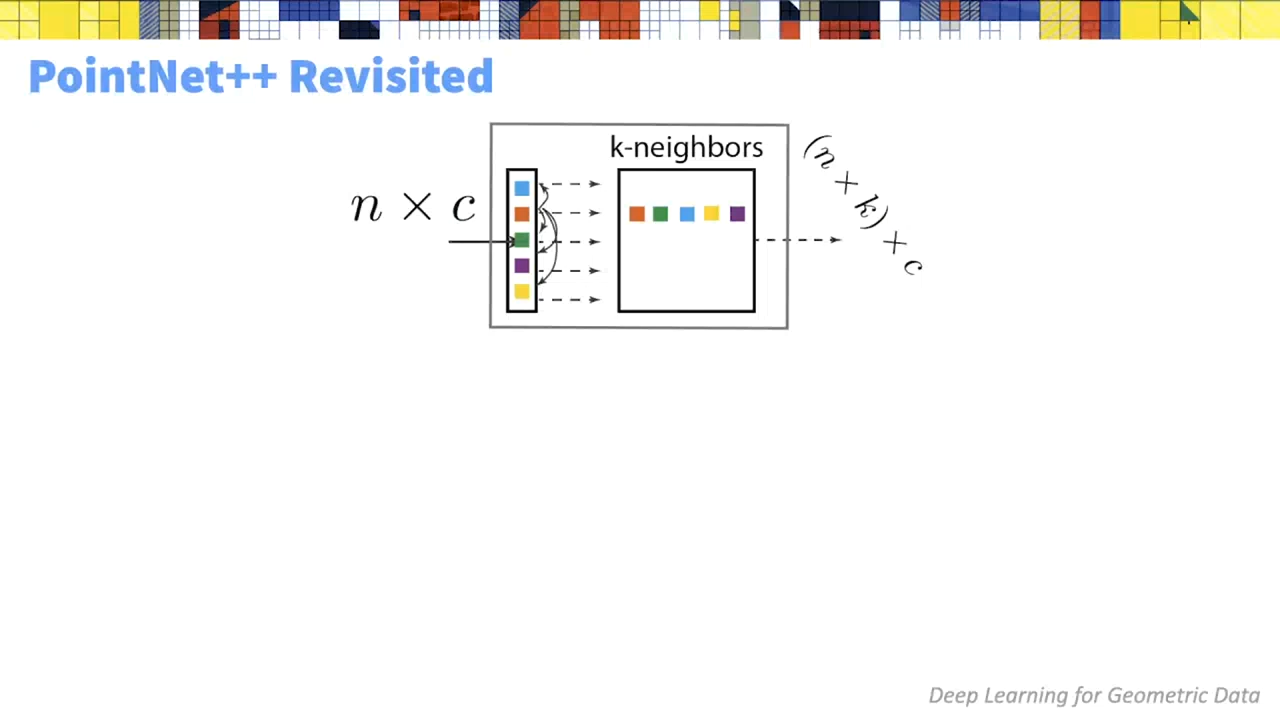 PointNet++ Revisited
k-neighbors
n × c
(n × k) × c
Deep Learning for Geometric Data